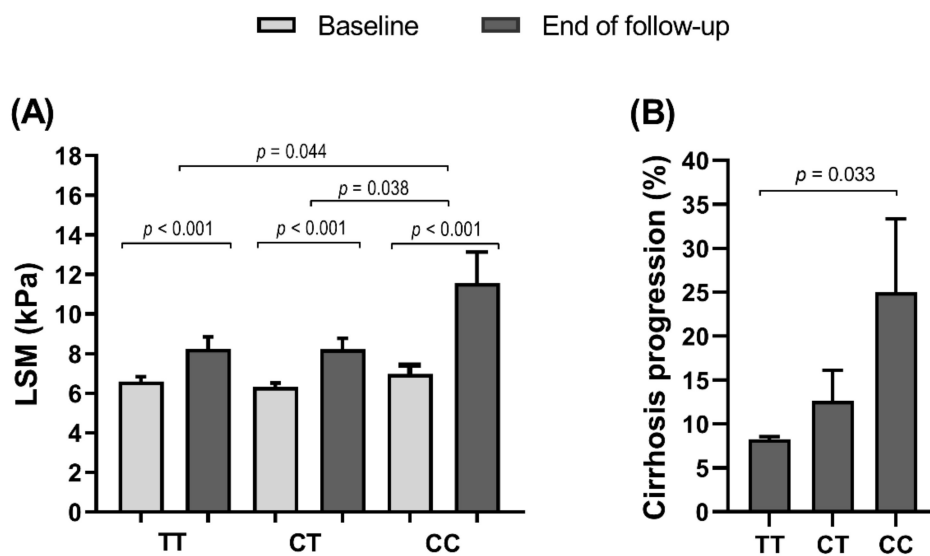 Baseline End of follow-up
(A)
LSM (kPa)
18
16
14
12
10
8
6
4
2
0
p = 0.044
p = 0.038
p < 0.001 p < 0.001 p < 0.001
TT CT CC
(B)
Cirrhosis progression (%)
40
35
30
25
20
15
10
5
0
p = 0.033
TT CT CC